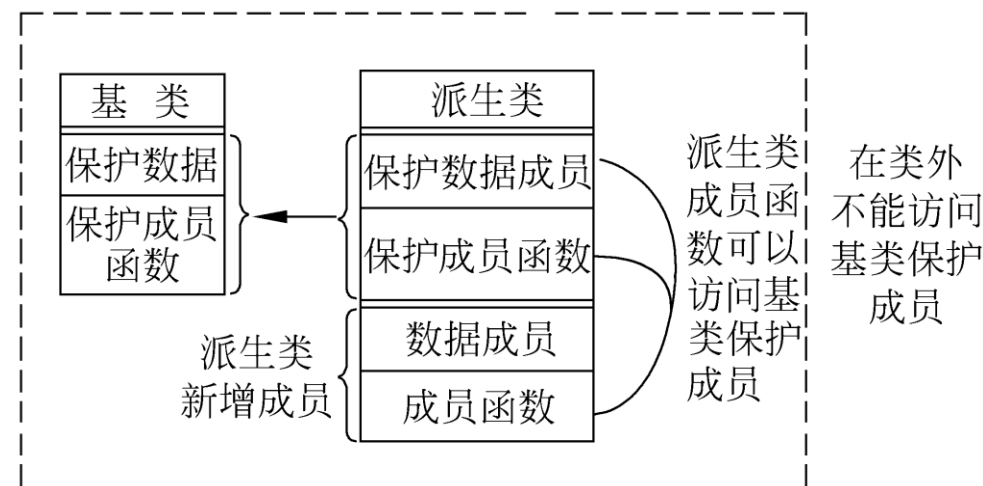 基 类
保护数据
保护成员
函数
派生类
保护数据成员
保护成员函数
数据成员
成员函数
派生类
新增成员
派生类
成员函
数可以
访问基
类保护
成员
在类外
不能访问
基类保护
成员